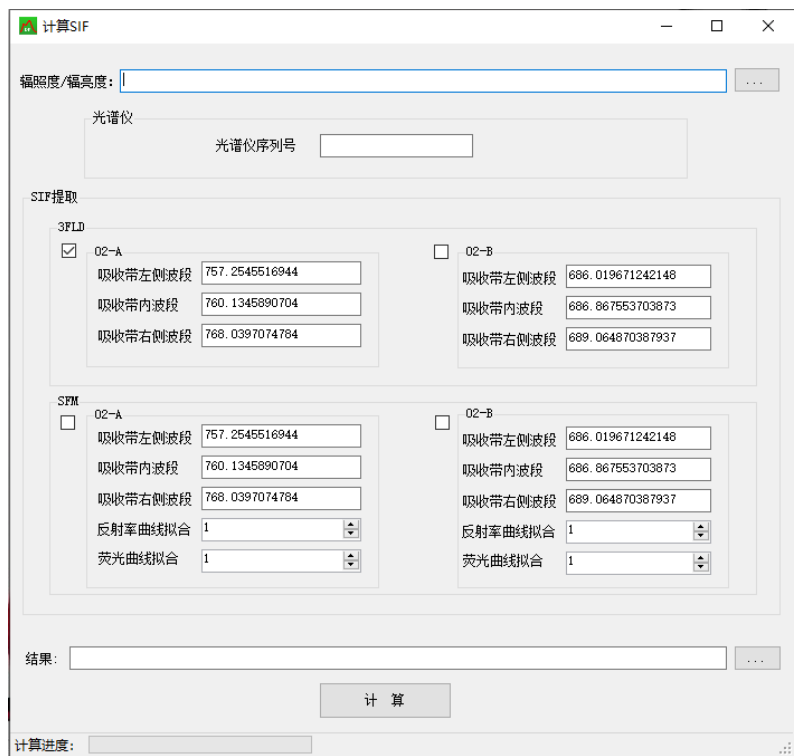 计算SIF
辐照度/辐亮度:
...
光谱仪
光谱仪序列号
SIF提取
3FLD
O2-A
吸收带左侧波段 757.2545516944
吸收带内波段 760.1345890704
吸收带右侧波段 768.0397074784
O2-B
吸收带左侧波段 686.019671242148
吸收带内波段 686.867553703873
吸收带右侧波段 689.064870387937
SFM
O2-A
吸收带左侧波段 757.2545516944
吸收带内波段 760.1345890704
吸收带右侧波段 768.0397074784
反射率曲线拟合 1
荧光曲线拟合 1
O2-B
吸收带左侧波段 686.019671242148
吸收带内波段 686.867553703873
吸收带右侧波段 689.064870387937
反射率曲线拟合 1
荧光曲线拟合 1
结果:
...
计 算
计算进度: